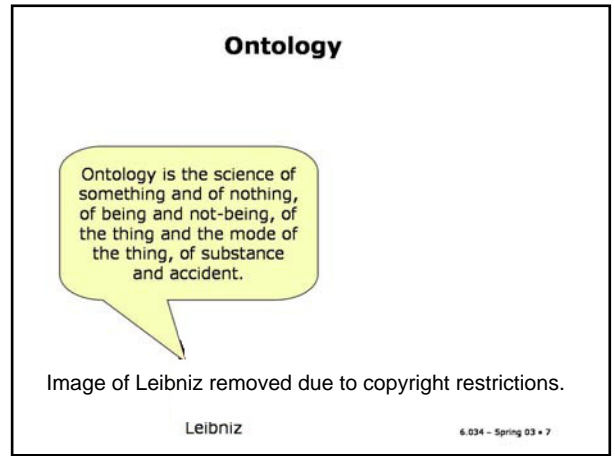 Ontology
Ontology is the science of
something and of nothing,
of being and not-being, of
the thing and the mode of
the thing, of substance
and accident.
Image of Leibniz removed due to copyright restrictions.
Leibniz
6.034 – Spring 03 • 7